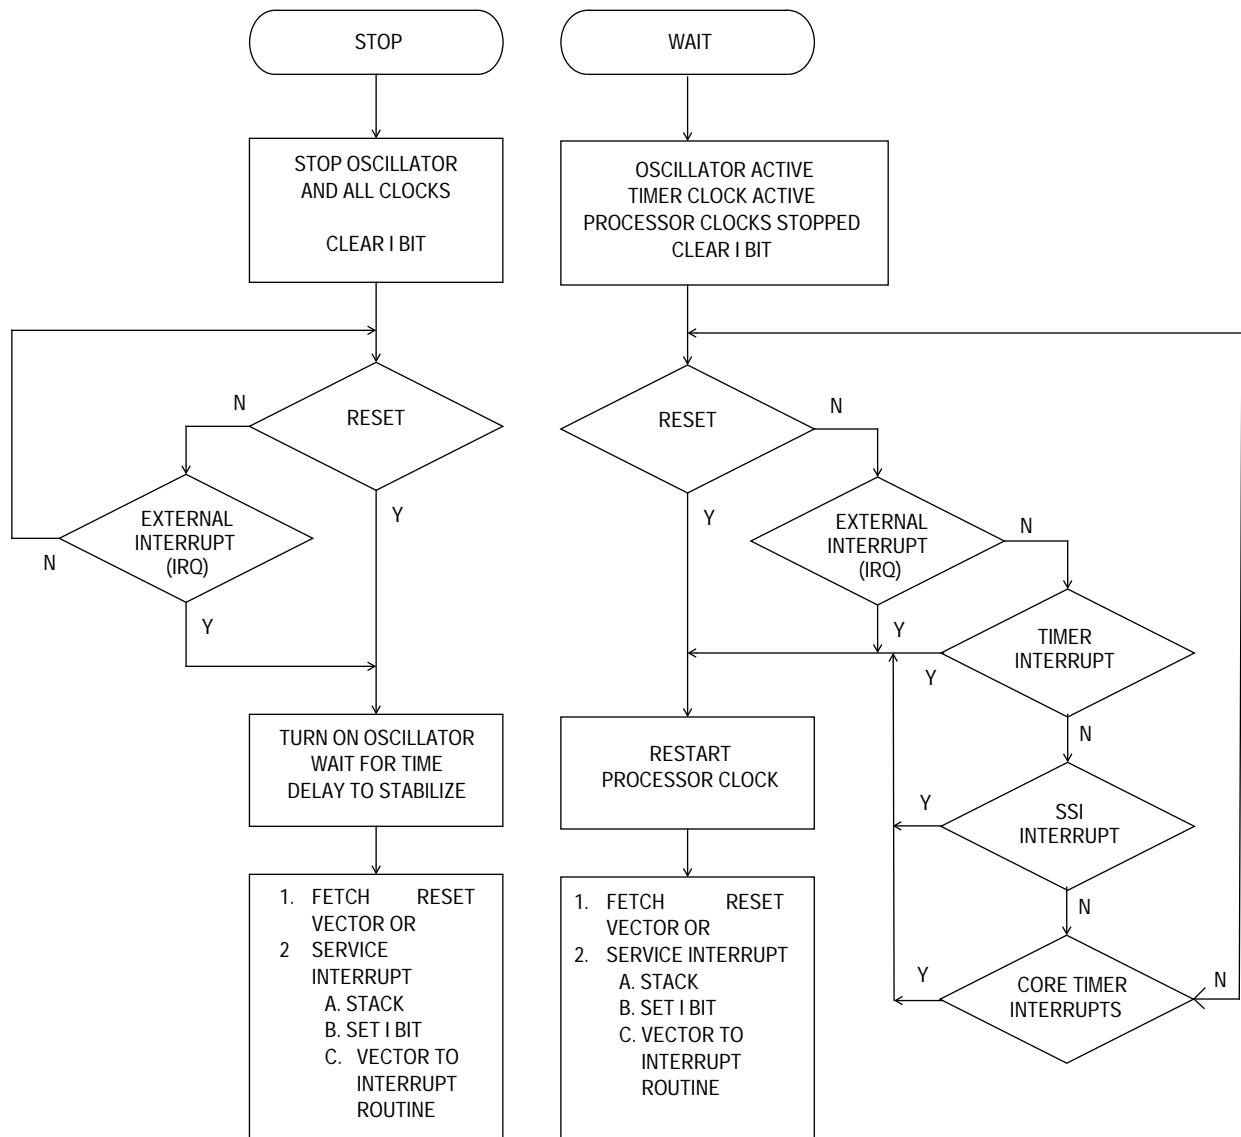 STOP
STOP OSCILLATOR
AND ALL CLOCKS
CLEAR I BIT
RESET
N
Y
EXTERNAL
INTERRUPT
(IRQ)
N
Y
TURN ON OSCILLATOR
WAIT FOR TIME
DELAY TO STABILIZE
1. FETCH RESET
VECTOR OR
2 SERVICE
INTERRUPT
A. STACK
B. SET I BIT
C. VECTOR TO
INTERRUPT
ROUTINE
WAIT
OSCILLATOR ACTIVE
TIMER CLOCK ACTIVE
PROCESSOR CLOCKS STOPPED
CLEAR I BIT
RESET
N
Y
EXTERNAL
INTERRUPT
(IRQ)
N
Y
TIMER
INTERRUPT
Y
N
SSI
INTERRUPT
Y
N
CORE TIMER
INTERRUPTS
Y
N
RESTART
PROCESSOR CLOCK
1. FETCH RESET
VECTOR OR
2. SERVICE INTERRUPT
A. STACK
B. SET I BIT
C. VECTOR TO
INTERRUPT
ROUTINE